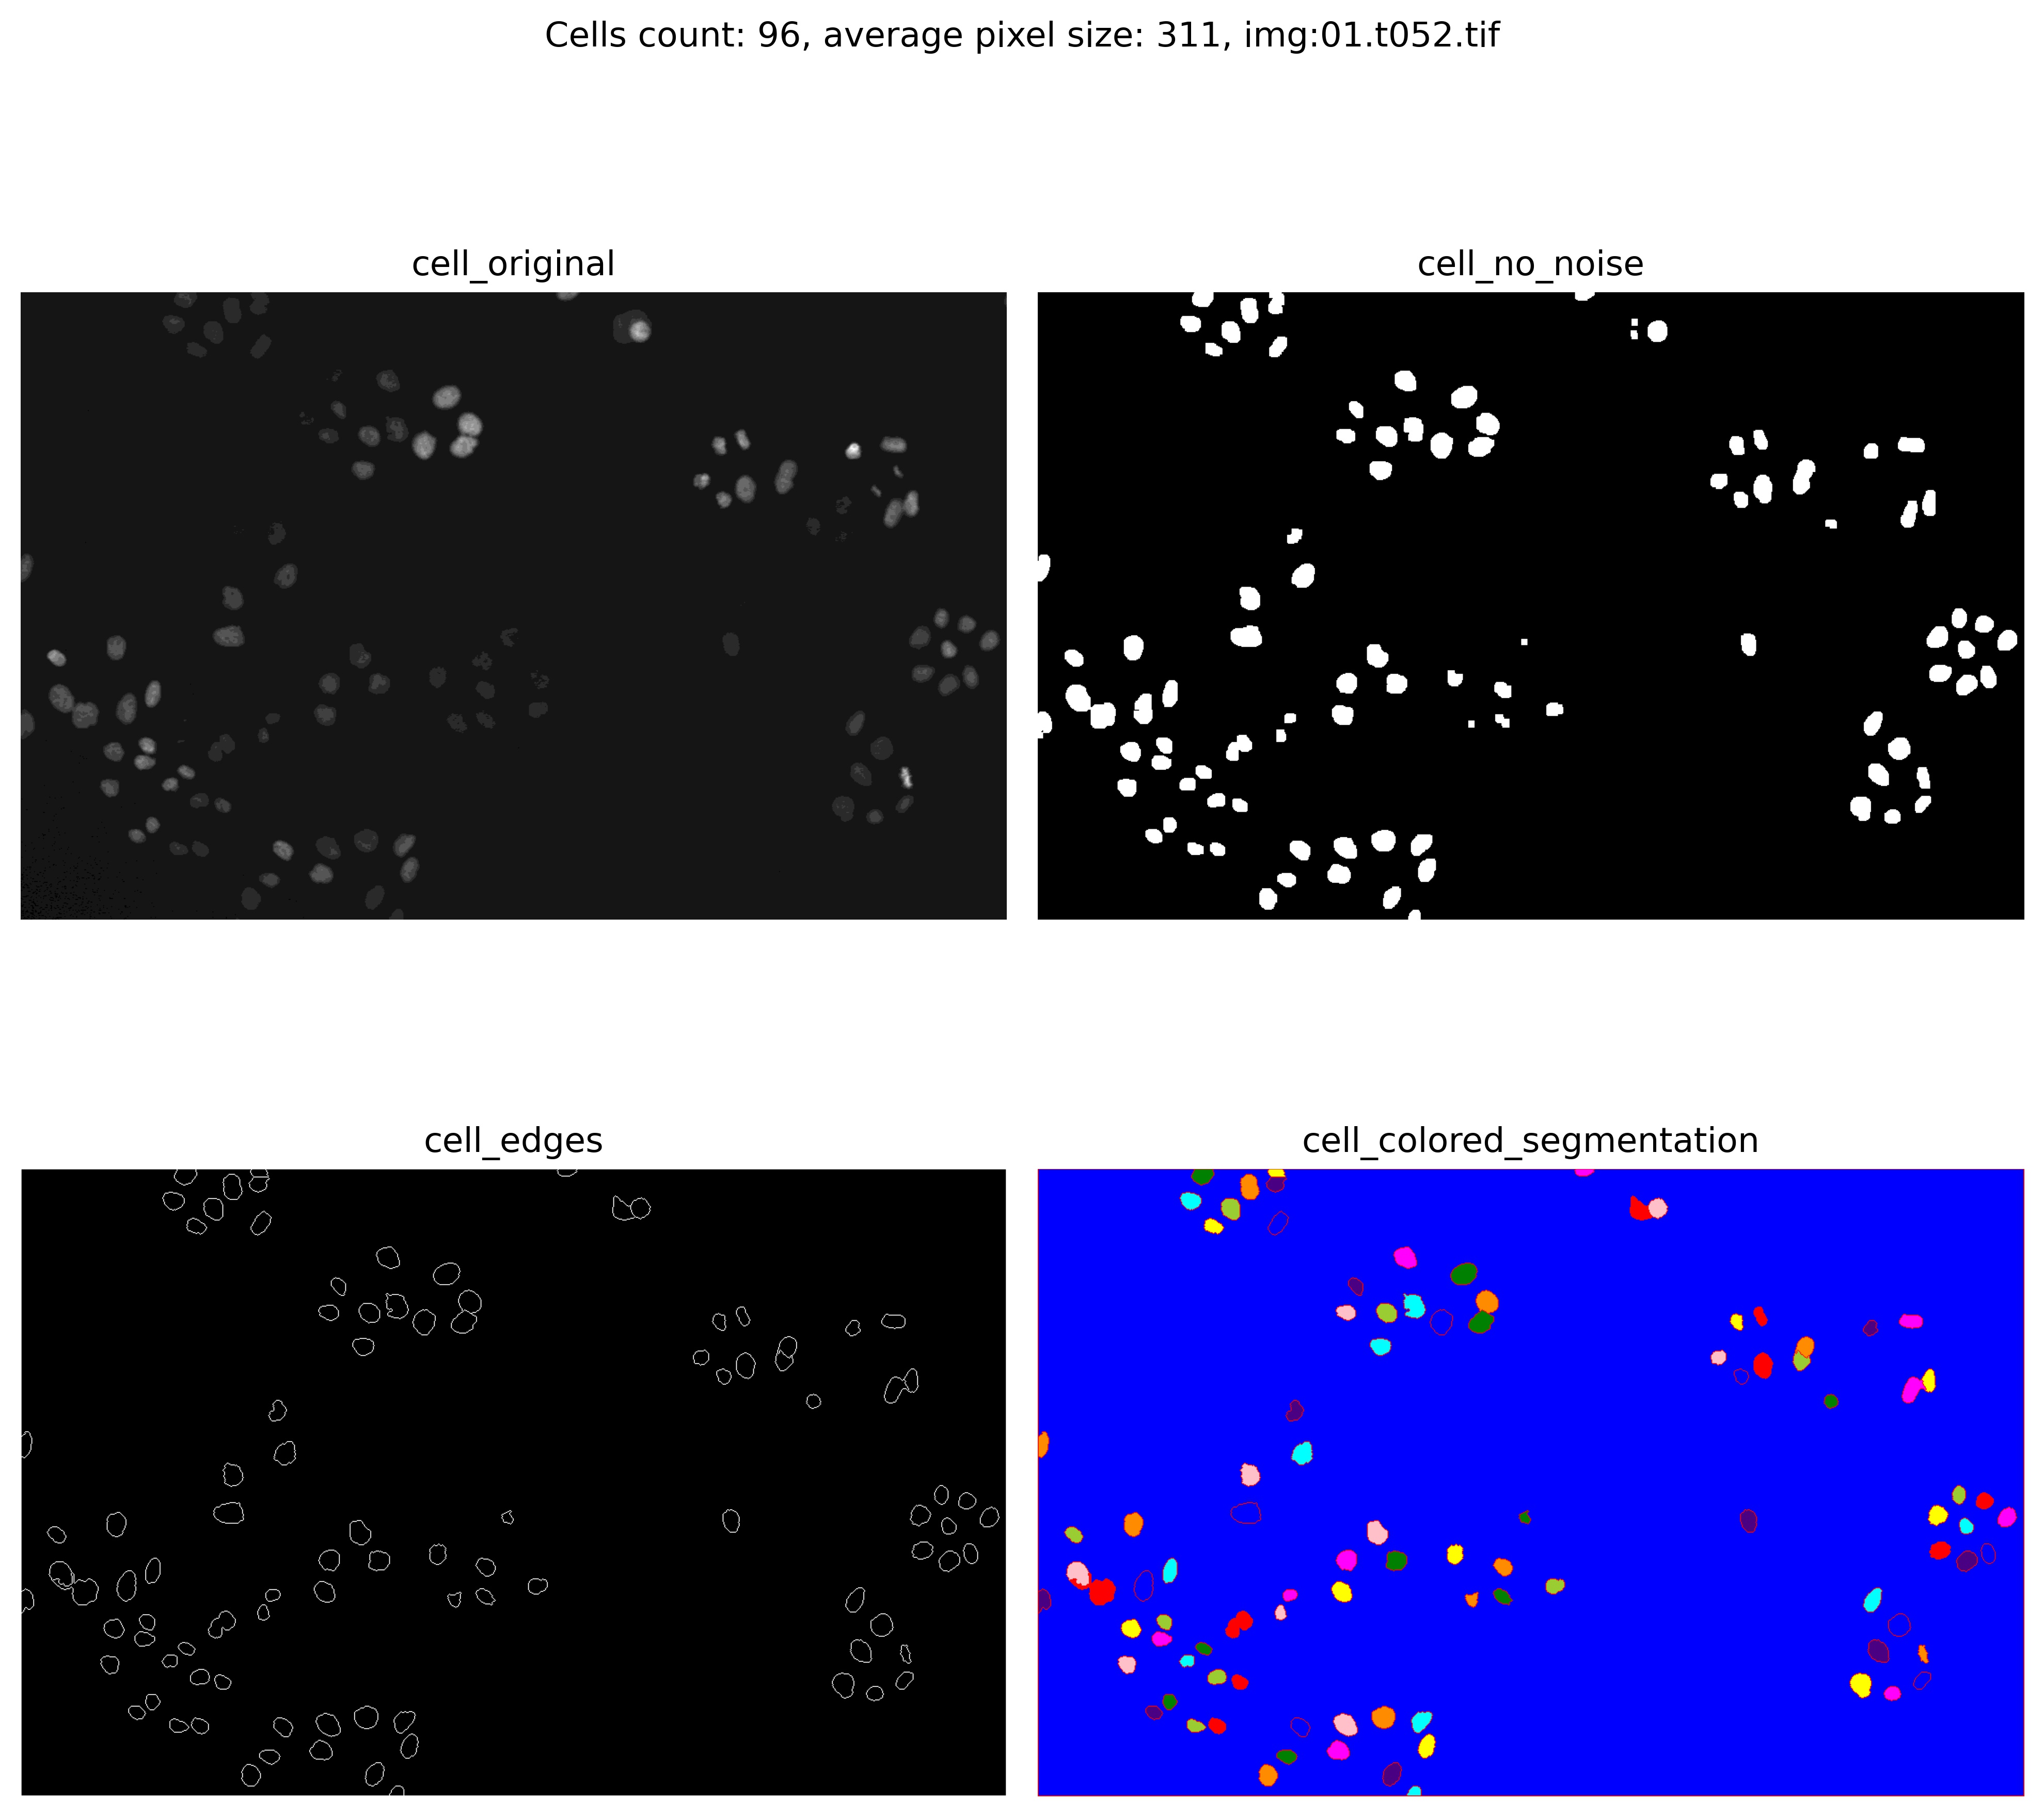 Cells count: 96, average pixel size: 311, img:01.t052.tif
cell_original
cell_no_noise
cell_edges
cell_colored_segmentation